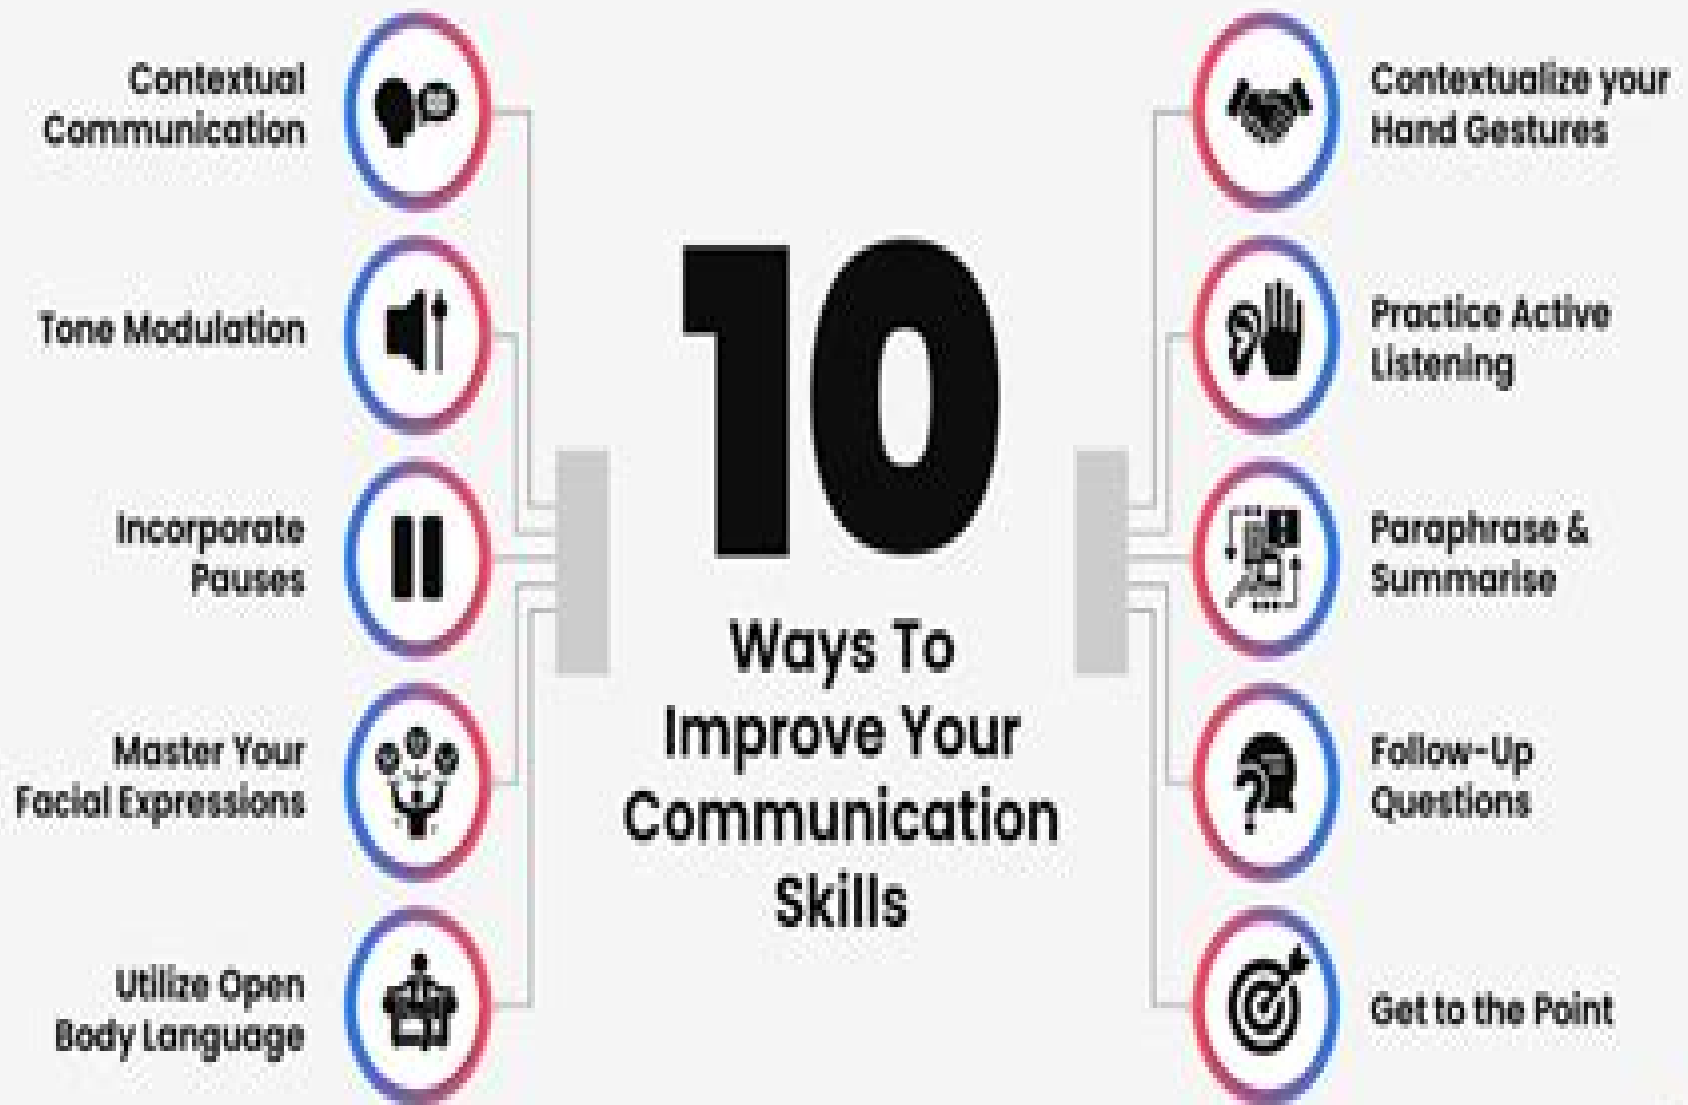 Contextual
Communication
Tone Modulation
Incorporate
Pauses
Master Your
Facial Expressions
Utilize Open
Body Language
10
Ways To
Improve Your
Communication
Skills
Contextualize your
Hand Gestures
Practice Active
Listening
Paraphrase &
Summarise
Follow-Up
Questions
Get to the Point